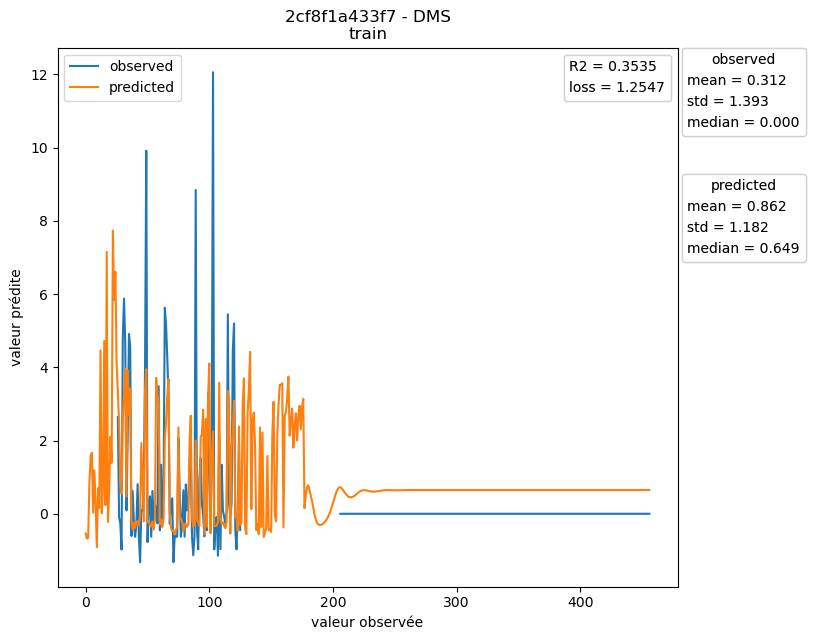 2cf8f1a433f7 - DMS
train
observed
predicted
R2 = 0.3535
loss = 1.2547
observed
mean = 0.312
std = 1.393
median = 0.000
predicted
mean = 0.862
std = 1.182
median = 0.649
valeur prédite
12
10
8
6
4
2
0
0 100 200 300 400
valeur observée